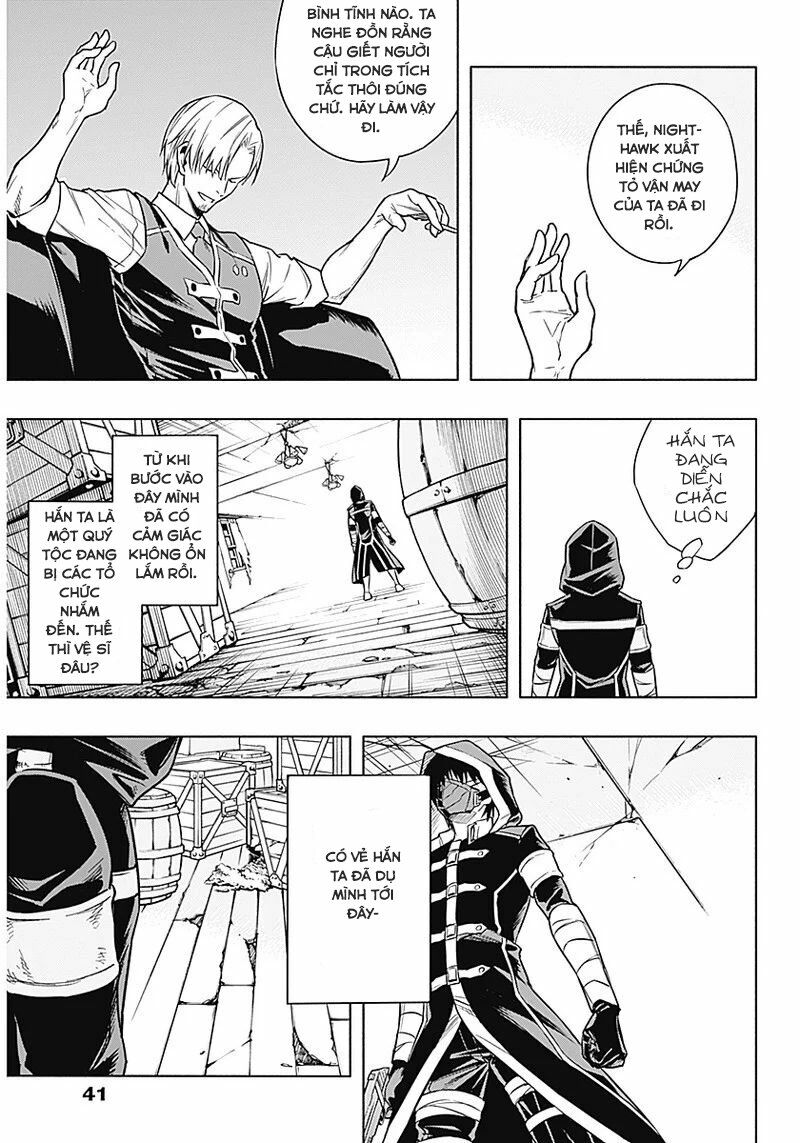 THẾ, NIGHT-
HAWK XUẤT
HIỆN CHỨNG
TỎ VẬN MAY
CỦA TA ĐÃ ĐI
RỒI.
BÌNH TĨNH NÀO. TA
NGHE ĐỒN RẰNG
CẬU GIẾT NGƯỜI
CHỈ TRONG TÍCH
TẮC THÔI ĐÚNG
CHỨ. HÃY LÀM VẬY
ĐI.
HẮN TA
ĐANG
DIỄN
CHẮC
LUÔN
TỪ KHI
BƯỚC VÀO
ĐÂY MÌNH
ĐÃ CÓ
CẢM GIÁC
KHÔNG ỔN
LẮM RỒI.
HẮN TA LÀ
MỘT QUÝ
TỘC ĐANG
BỊ CÁC TỔ
CHỨC
NHẮM
ĐẾN. THẾ
THÌ VỆ SĨ
ĐÂU?
CÓ VẺ HẮN
TA ĐÃ DỤ
MÌNH TỚI
ĐÂY-
41